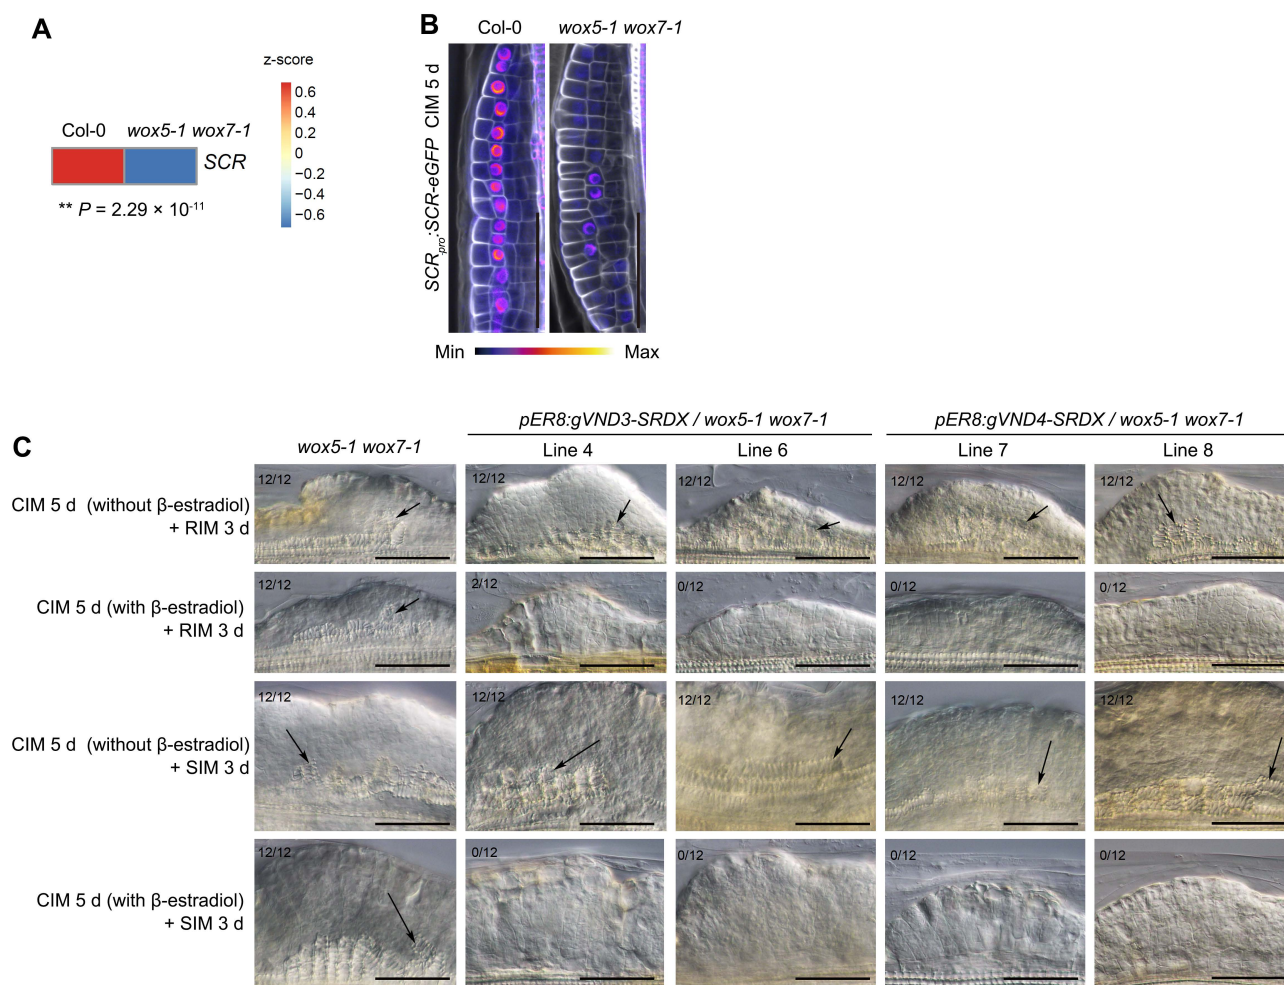 A
z-score
0.6
0.4
0.2
0
−0.2
−0.4
−0.6
Col-0 wox5-1 wox7-1
SCR
** P = 2.29 × 10-11
B
Col-0 wox5-1 wox7-1
SCR-pro:SCR-eGFP CIM 5 d
Min Max
C
pER8:gVND3-SRDX / wox5-1 wox7-1 pER8:gVND4-SRDX / wox5-1 wox7-1
wox5-1 wox7-1 Line 4 Line 6 Line 7 Line 8
CIM 5 d (without β-estradiol)
+ RIM 3 d
12/12 12/12 12/12 12/12 12/12
CIM 5 d (with β-estradiol)
+ RIM 3 d
12/12 2/12 0/12 0/12 0/12
CIM 5 d (without β-estradiol)
+ SIM 3 d
12/12 12/12 12/12 12/12 12/12
CIM 5 d (with β-estradiol)
+ SIM 3 d
12/12 0/12 0/12 0/12 0/12